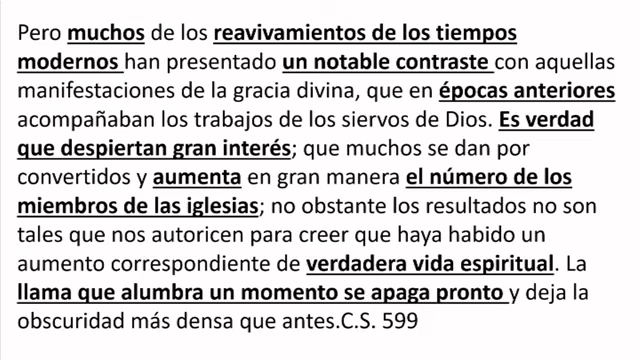 Pero muchos de los reavivamientos de los tiempos
modernos han presentado un notable contraste con aquellas
manifestaciones de la gracia divina, que en épocas anteriores
acompañaban los trabajos de los siervos de Dios. Es verdad
que despiertan gran interés; que muchos se dan por
convertidos y aumenta en gran manera el número de los
miembros de las iglesias; no obstante los resultados no son
tales que nos autoricen para creer que haya habido un
aumento correspondiente de verdadera vida espiritual. La
llama que alumbra un momento se apaga pronto y deja la
obscuridad más densa que antes.C.S. 599